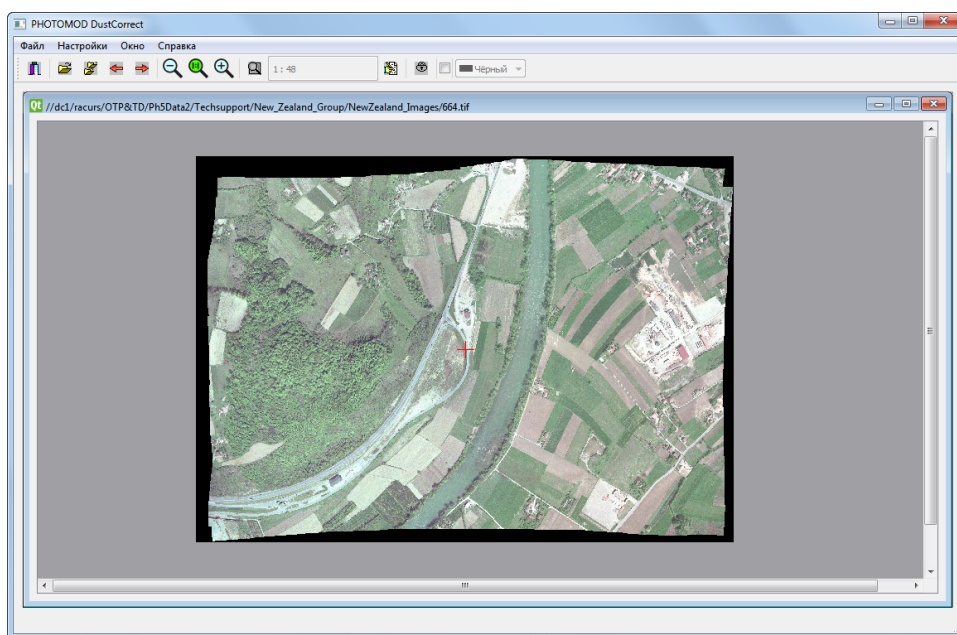 PHOTOMOD DustCorrect
Файл Настройки Окно Справка
1 : 48
Чёрный
Qt //dc1/racurs/OTP&TD/Ph5Data2/Techsupport/New_Zealand_Group/NewZealand_Images/664.tif